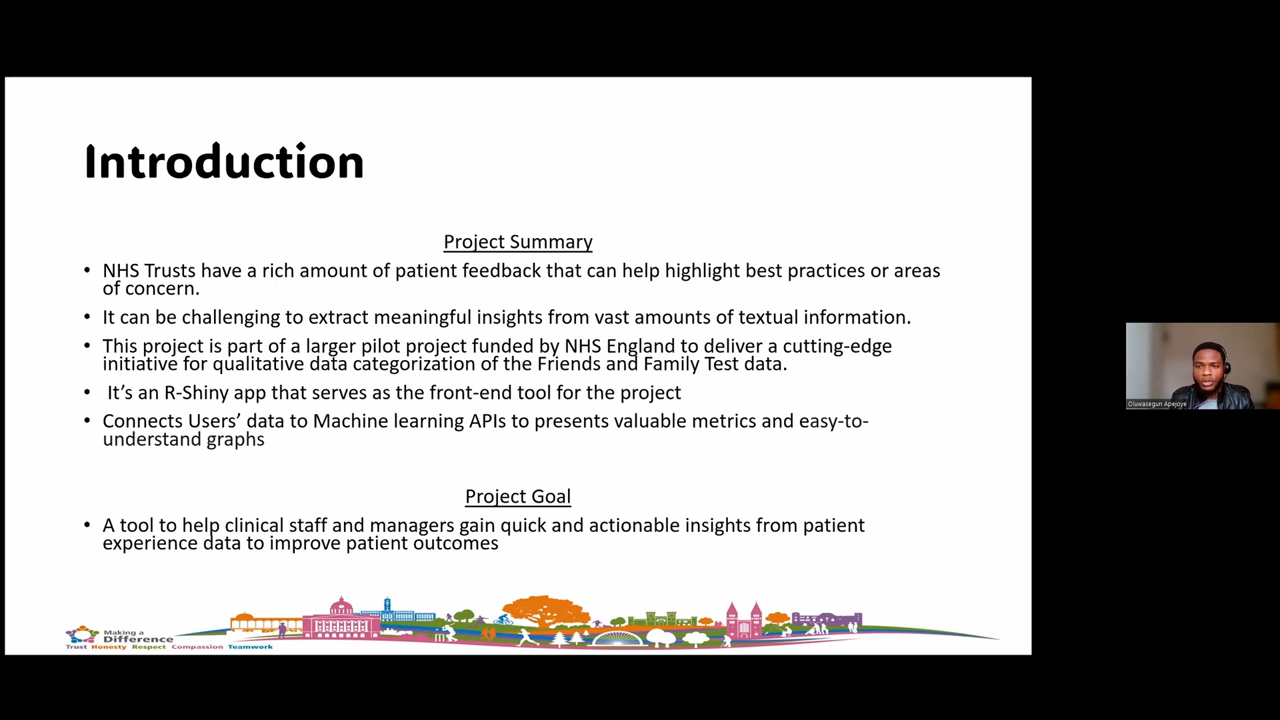 Introduction
Project Summary
• NHS Trusts have a rich amount of patient feedback that can help highlight best practices or areas
of concern.
• It can be challenging to extract meaningful insights from vast amounts of textual information.
• This project is part of a larger pilot project funded by NHS England to deliver a cutting-edge
initiative for qualitative data categorization of the Friends and Family Test data.
• It’s an R-Shiny app that serves as the front-end tool for the project
• Connects Users’ data to Machine learning APIs to presents valuable metrics and easy-to-
understand graphs
Project Goal
• A tool to help clinical staff and managers gain quick and actionable insights from patient
experience data to improve patient outcomes
Making a
Difference
Trust Honesty Respect Compassion Teamwork
Oluwasegun Apejoye